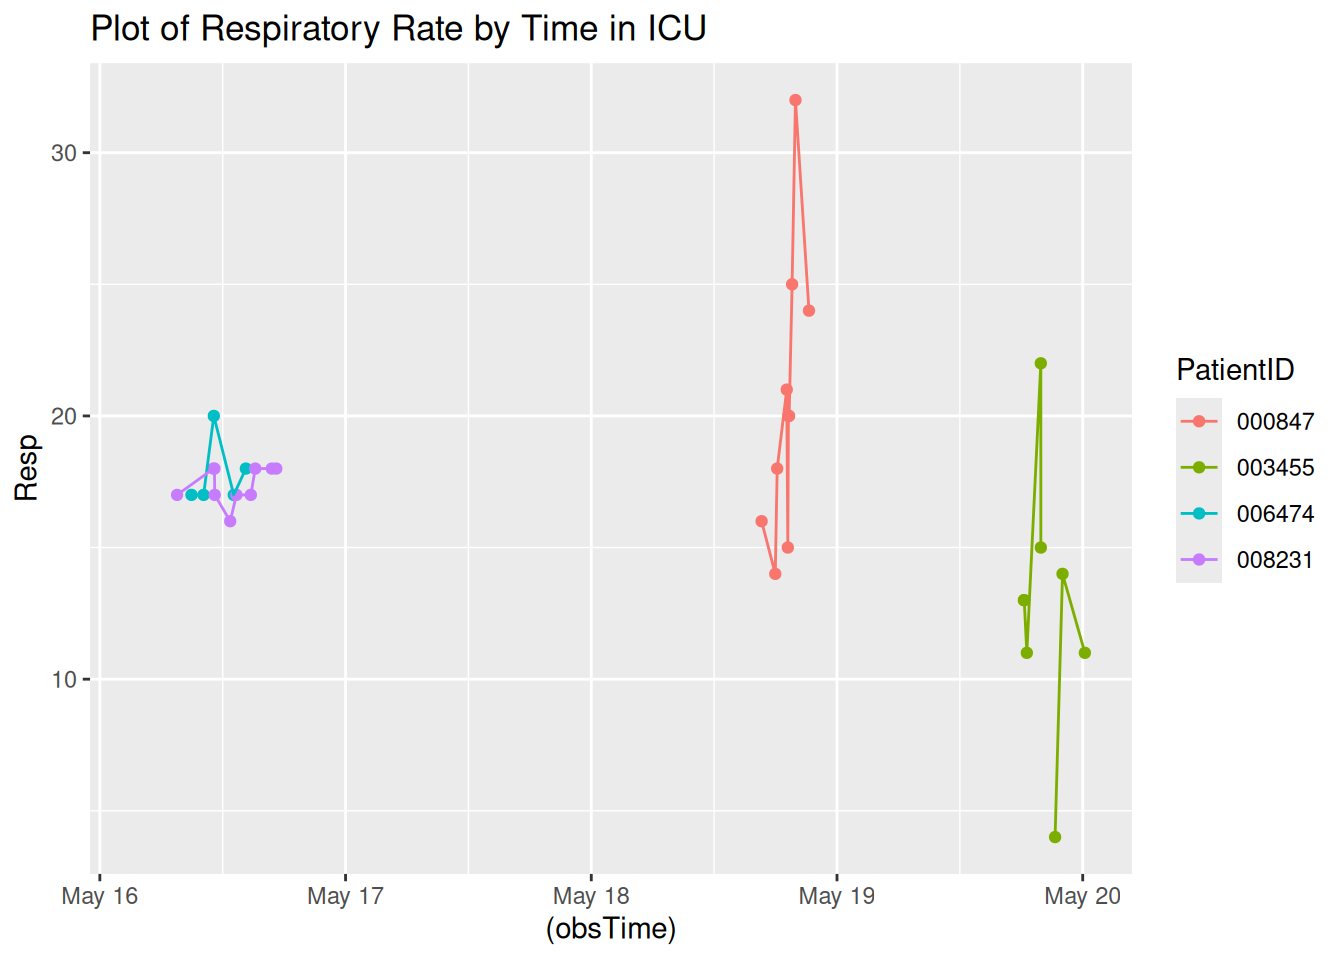 Plot of Respiratory Rate by Time in ICU
30
20
10
Resp
May 16 May 17 May 18 May 19 May 20
(obsTime)
PatientID
000847
003455
006474
008231